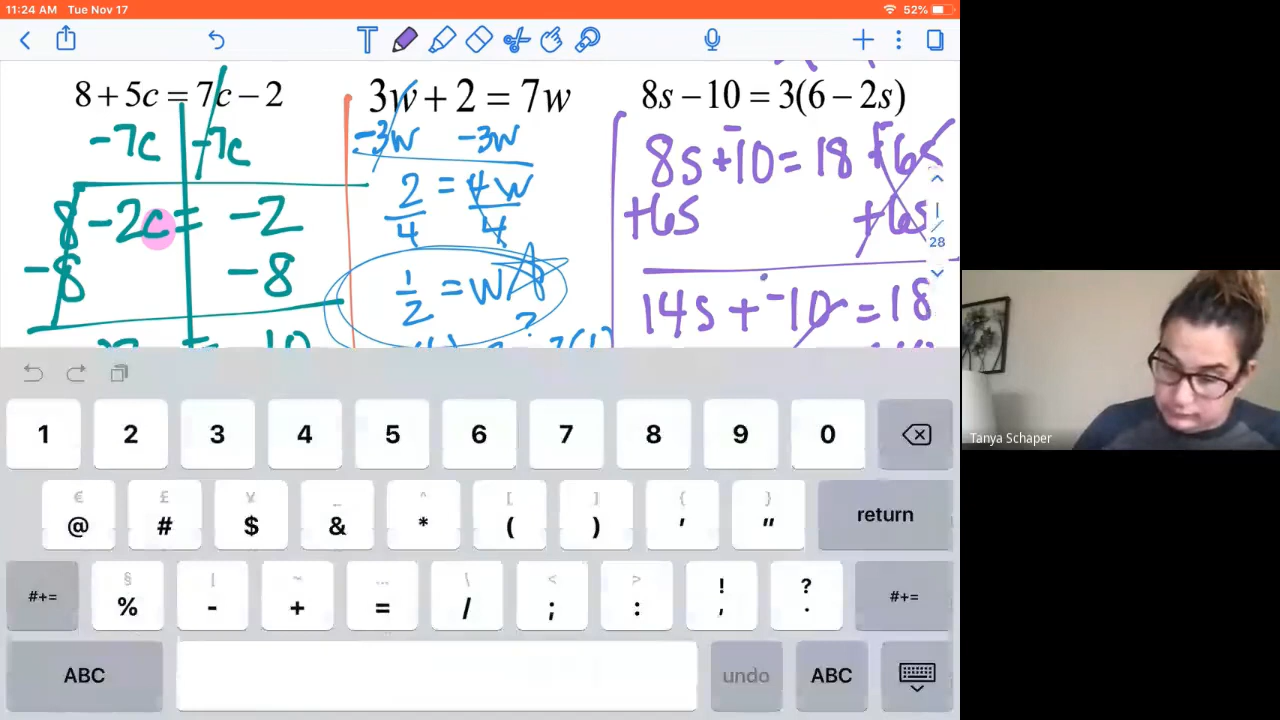 11:24 AM Tue Nov 17
52%
T
8 + 5c = 7c − 2
-7c -7c
8 -2c = -2
-8 -8
3w + 2 = 7w
-3w -3w
2/4 = 4w/4
1/2 = w
?
8s − 10 = 3(6 − 2s)
8s + -10 = 18
+6s +6s
14s + -10 = 18
1/28
1 2 3 4 5 6 7 8 9 0
€ £ ¥ _ ^ [ ] { }
@ # $ & * ( ) ' "
return
§ | ~ … \ < > ! ?
#+= % - + = / ; : , . #+=
ABC undo ABC
Tanya Schaper